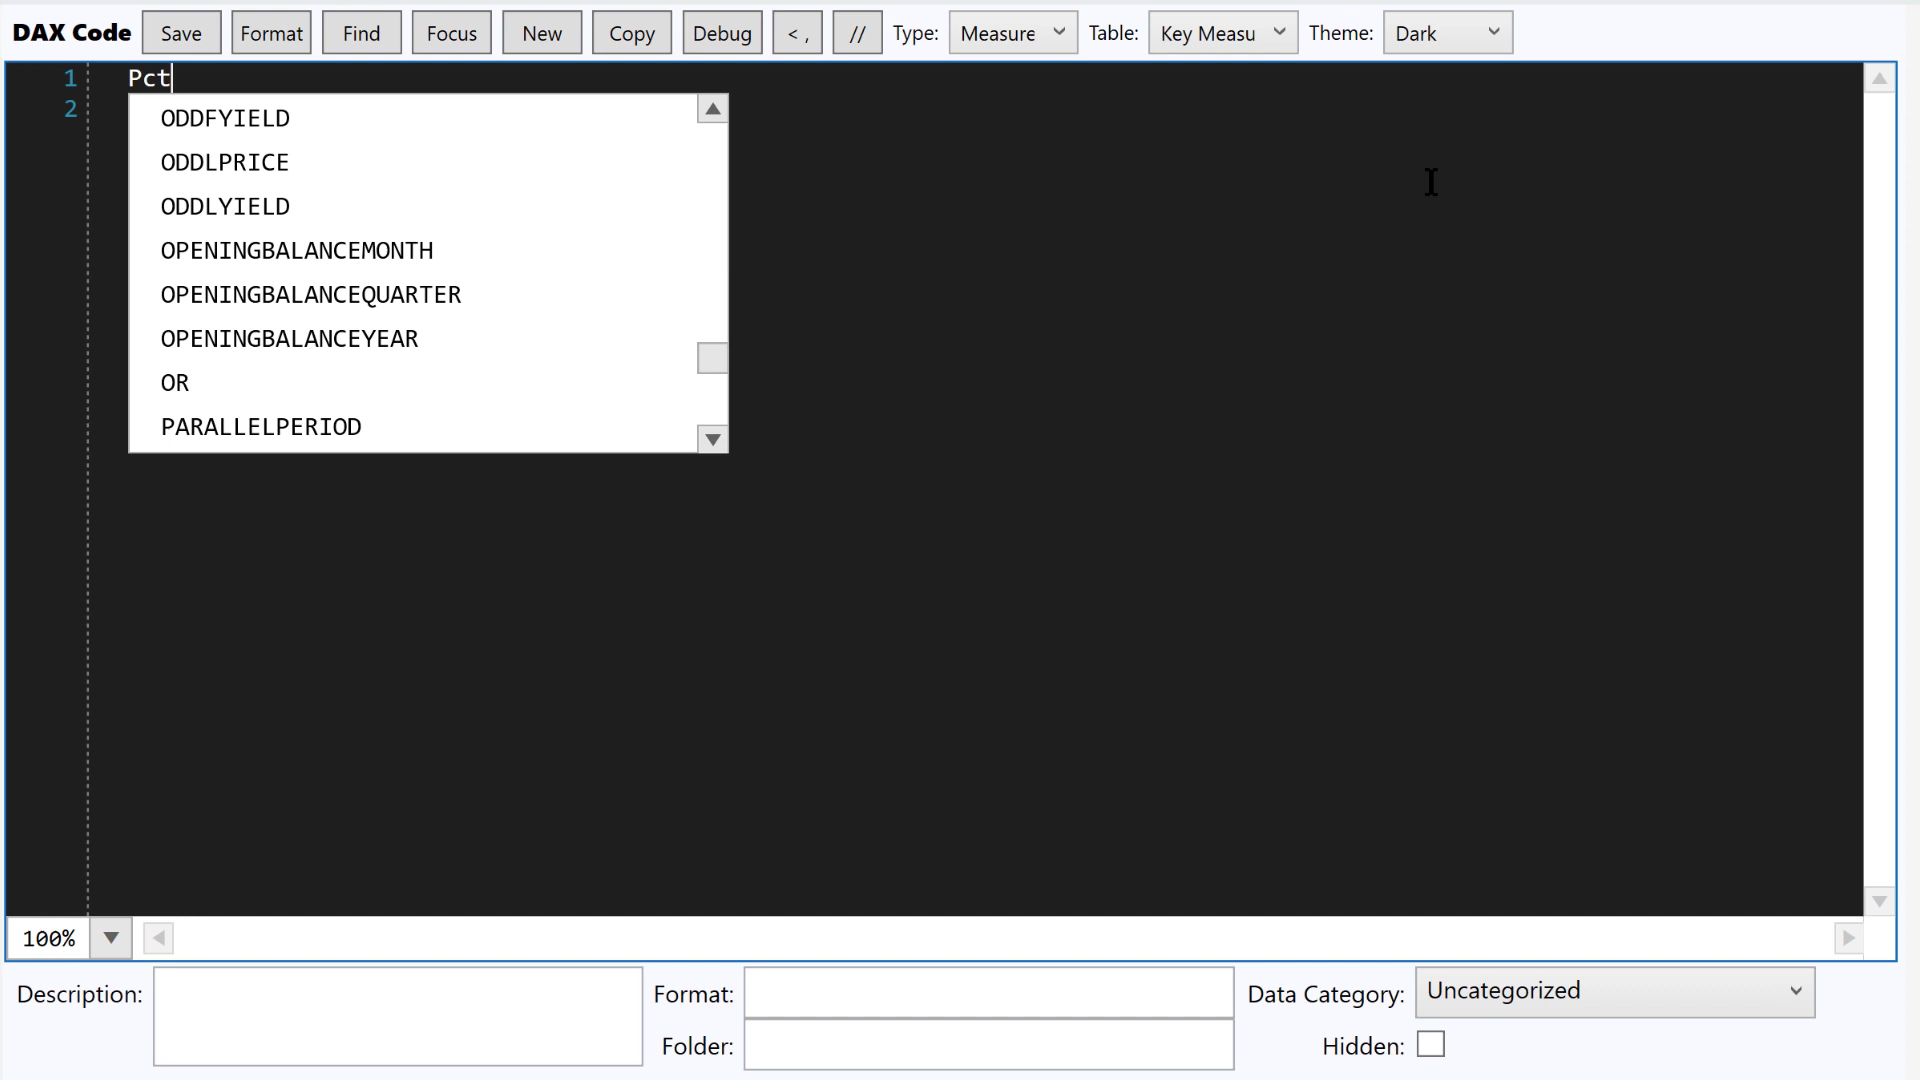 DAX Code Save Format Find Focus New Copy Debug < , // Type: Measure Table: Key Measu Theme: Dark
1 Pct
2
ODDFYIELD
ODDLPRICE
ODDLYIELD
OPENINGBALANCEMONTH
OPENINGBALANCEQUARTER
OPENINGBALANCEYEAR
OR
PARALLELPERIOD
100%
Description: Format: Data Category: Uncategorized
Folder: Hidden: